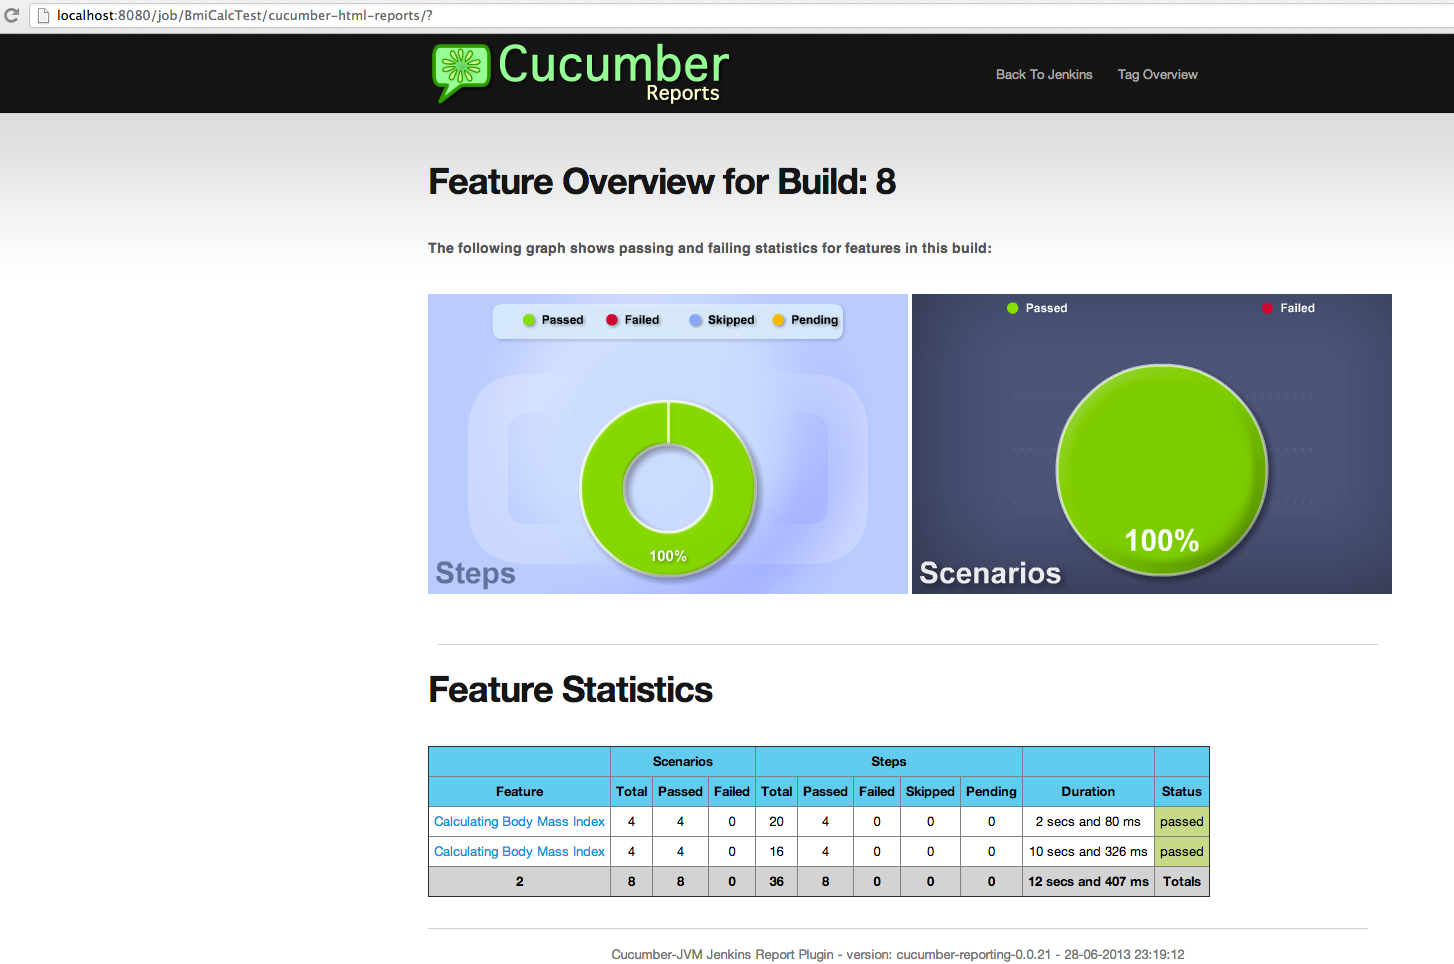 localhost:8080/job/BmiCalcTest/cucumber-html-reports/?
Cucumber
Reports
Back To Jenkins Tag Overview
Feature Overview for Build: 8
The following graph shows passing and failing statistics for features in this build:
Passed Failed Skipped Pending
100%
Steps
Passed Failed
100%
Scenarios
Feature Statistics
Scenarios Steps
Feature Total Passed Failed Total Passed Failed Skipped Pending Duration Status
Calculating Body Mass Index 4 4 0 20 4 0 0 0 2 secs and 80 ms passed
Calculating Body Mass Index 4 4 0 16 4 0 0 0 10 secs and 326 ms passed
2 8 8 0 36 8 0 0 0 12 secs and 407 ms Totals
Cucumber-JVM Jenkins Report Plugin - version: cucumber-reporting-0.0.21 - 28-06-2013 23:19:12